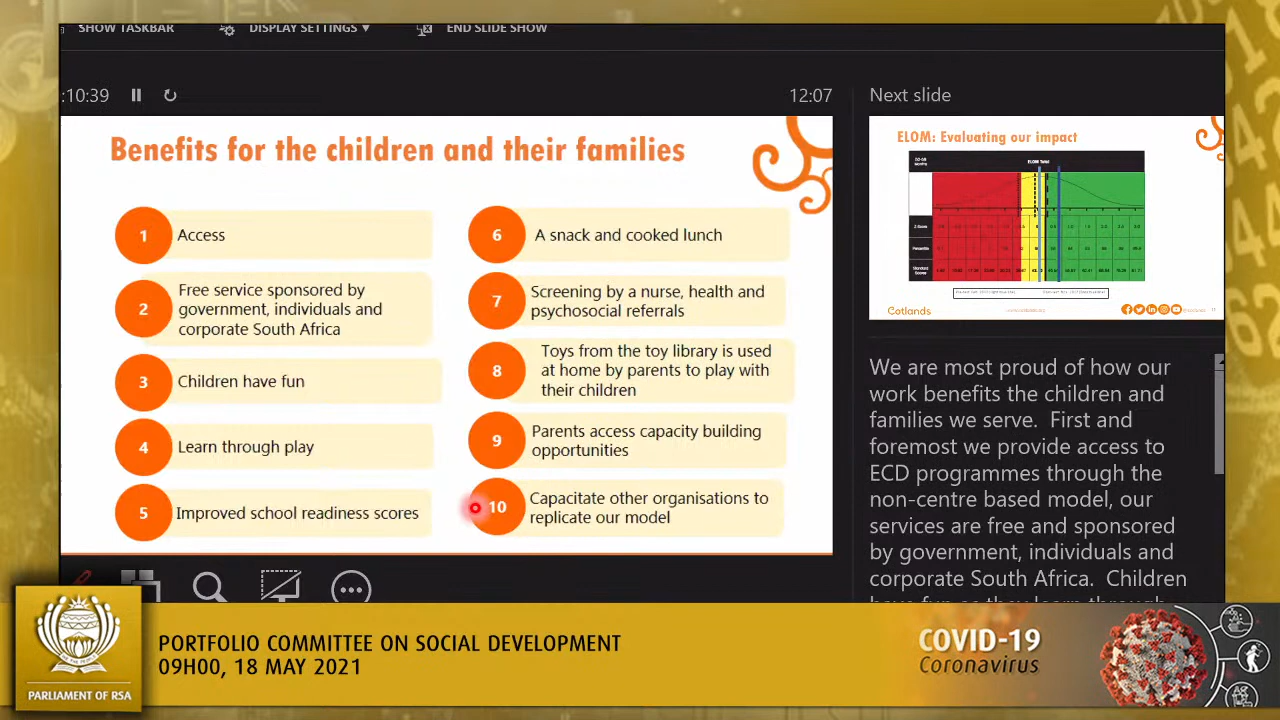 SHOW TASKBAR
DISPLAY SETTINGS ▼
END SLIDE SHOW
:10:39
12:07
Next slide
Benefits for the children and their families
1
Access
2
Free service sponsored by
government, individuals and
corporate South Africa
3
Children have fun
4
Learn through play
5
Improved school readiness scores
6
A snack and cooked lunch
7
Screening by a nurse, health and
psychosocial referrals
8
Toys from the toy library is used
at home by parents to play with
their children
9
Parents access capacity building
opportunities
10
Capacitate other organisations to
replicate our model
ELOM: Evaluating our impact
ELOM Total
Cotlands
We are most proud of how our
work benefits the children and
families we serve. First and
foremost we provide access to
ECD programmes through the
non-centre based model, our
services are free and sponsored
by government, individuals and
corporate South Africa. Children
have fun as they learn through
PARLIAMENT OF RSA
PORTFOLIO COMMITTEE ON SOCIAL DEVELOPMENT
09H00, 18 MAY 2021
COVID-19
Coronavirus